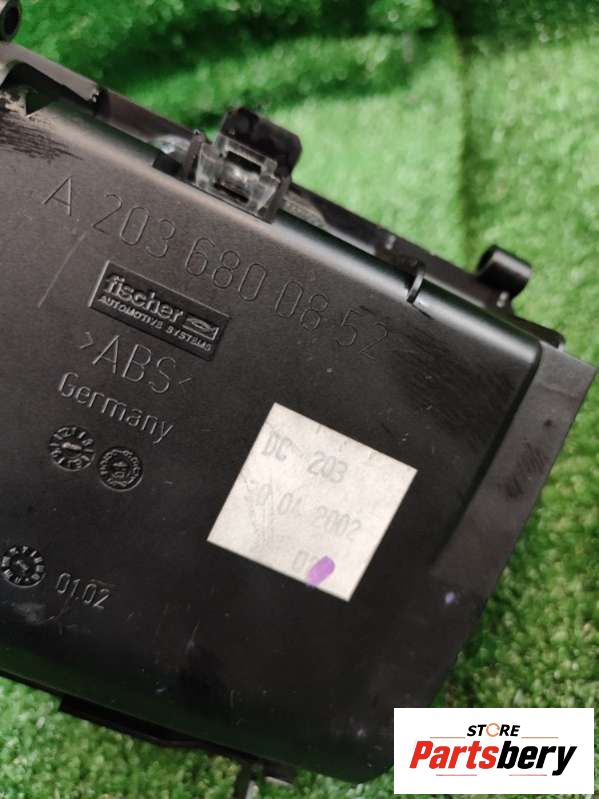 A. 203 680 08 52
fischer
AUTOMOTIVE SYSTEMS
>ABS<
Germany
DC 203
04 2002
01.02
STORE
Partsbery